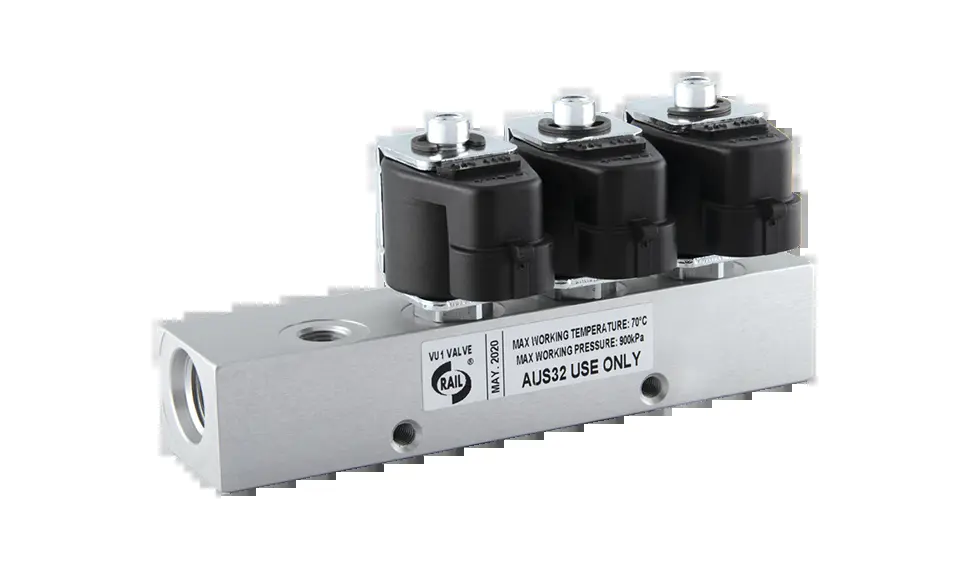 VU1 VALVE
RAIL
®
MAY. 2020
MAX WORKING TEMPERATURE: 70°C
MAX WORKING PRESSURE: 900kPa
AUS32 USE ONLY